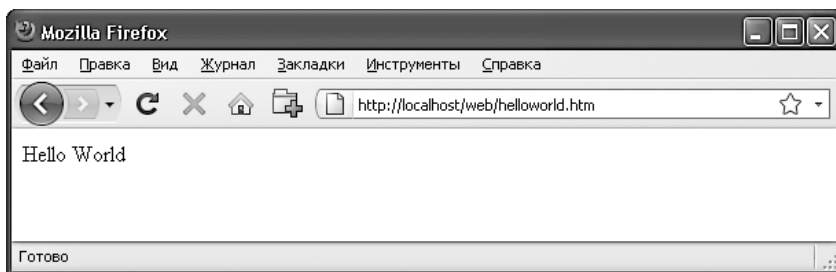 Mozilla Firefox
Файл Правка Вид Журнал Закладки Инструменты Справка
http://localhost/web/helloworld.htm
Hello World
Готово